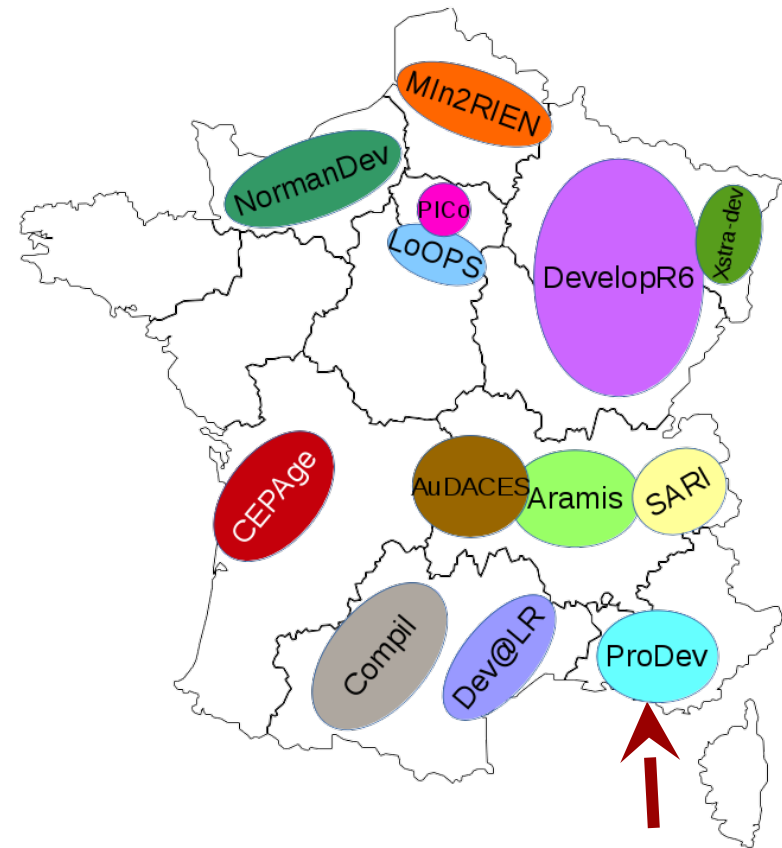 MIn2RIEN
NormanDev
PICo
LoOPS
DevelopR6
Xstra-dev
CEPAge
AuDACES
Aramis
SARI
Compil
Dev@LR
ProDev